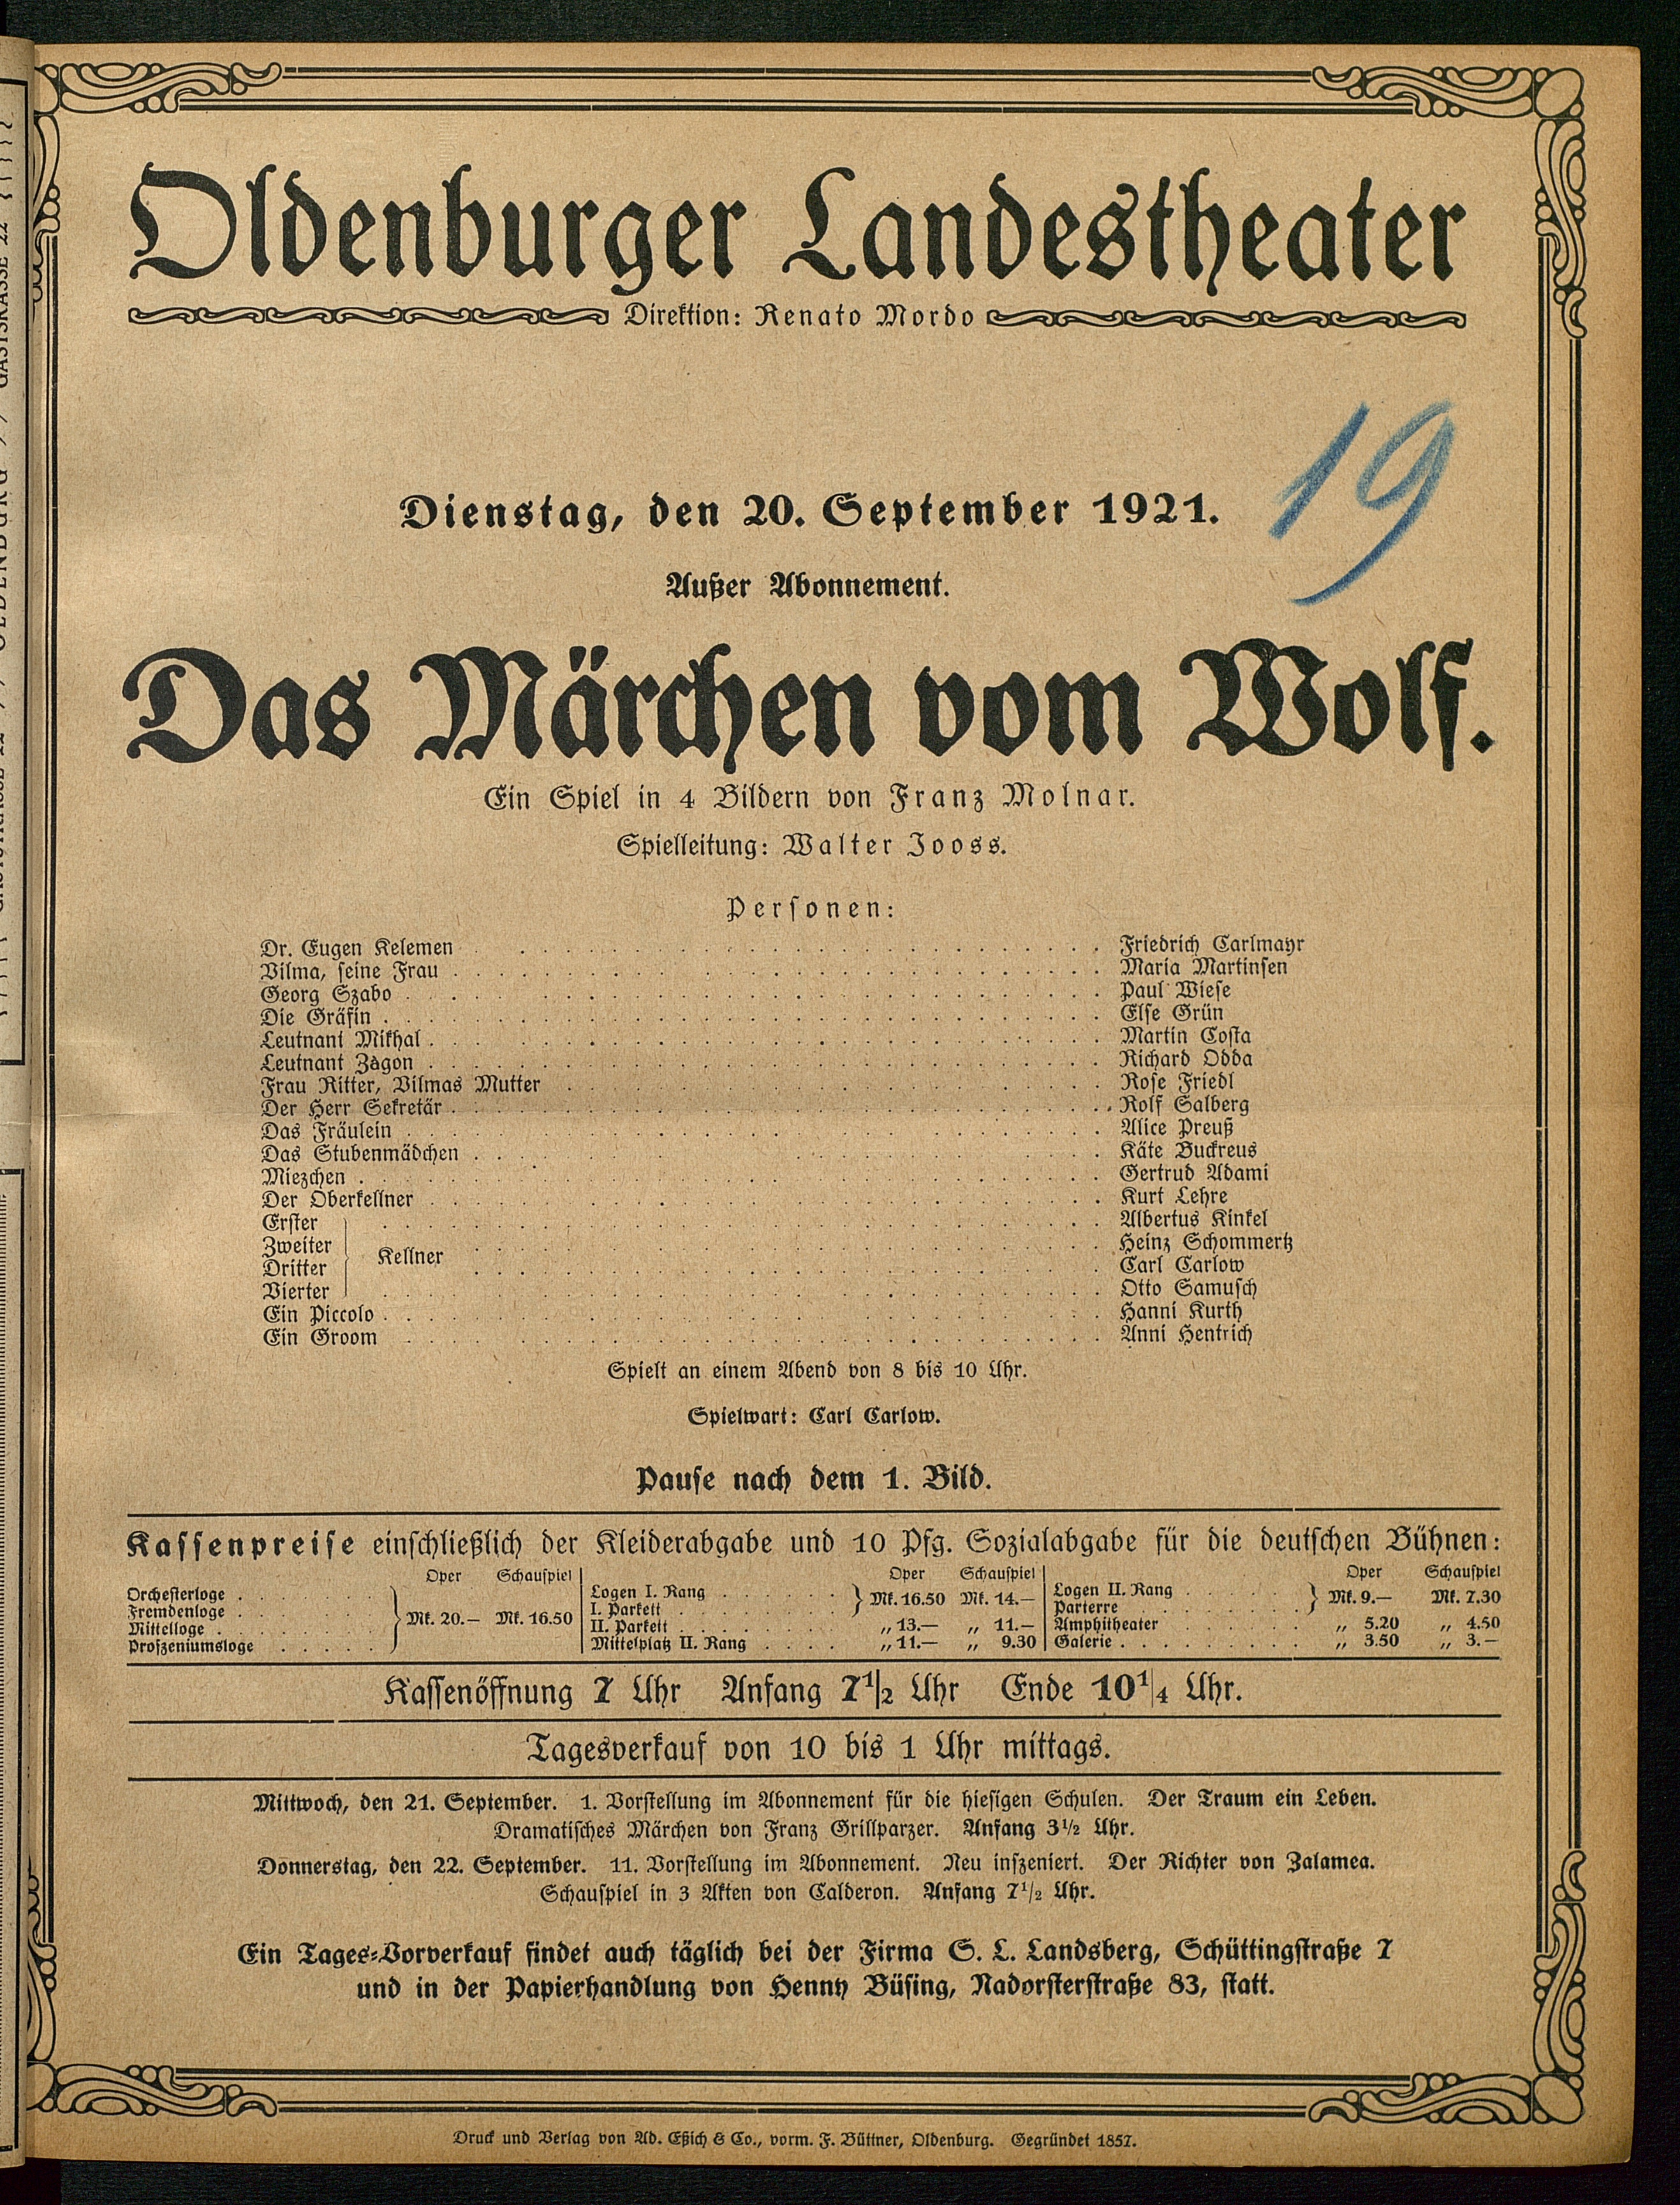 Oldenburger Landestheater
Direktion: Renato Mordo
19
Dienstag, den 20. September 1921.
Außer Abonnement.
Das Märchen vom Wolf.
Ein Spiel in 4 Bildern von Franz Molnar.
Spielleitung: Walter Jooss.
Personen:
Dr. Eugen Kelemen . . . . . Friedrich Carlmayr
Vilma, seine Frau . . . . . Maria Martinsen
Georg Szabo . . . . . Paul Wiese
Die Gräfin . . . . . Else Grün
Leutnant Mikhal . . . . . Martin Costa
Leutnant Zagon . . . . . Richard Odda
Frau Ritter, Vilmas Mutter . . . . . Rose Friedl
Der Herr Sekretär . . . . . Rolf Salberg
Das Fräulein . . . . . Alice Preuß
Das Stubenmädchen . . . . . Käte Buckreus
Miezchen . . . . . Gertrud Adami
Der Oberkellner . . . . . Kurt Lehre
Erster . . . . . Albertus Kinkel
Zweiter . . . . . Heinz Schommertz
Kellner
Dritter . . . . . Carl Carlow
Vierter . . . . . Otto Samusch
Ein Piccolo . . . . . Hanni Kurth
Ein Groom . . . . . Anni Hentrich
Spielt an einem Abend von 8 bis 10 Uhr.
Spielwart: Carl Carlow.
Pause nach dem 1. Bild.
Kassenpreise einschließlich der Kleiderabgabe und 10 Pfg. Sozialabgabe für die deutschen Bühnen:
Oper Schauspiel
Orchesterloge
Fremdenloge
Mittelloge
Proszeniumsloge
Mk. 20.— Mk. 16.50
Oper Schauspiel
Logen I. Rang
I. Parkett
Mk. 16.50 Mk. 14.—
II. Parkett „ 13.— „ 11.—
Mittelplatz II. Rang „ 11.— „ 9.30
Oper Schauspiel
Logen II. Rang
Parterre
Mk. 9.— Mk. 7.30
Amphitheater „ 5.20 „ 4.50
Galerie „ 3.50 „ 3.—
Kassenöffnung 7 Uhr Anfang 7 1/2 Uhr Ende 10 1/4 Uhr.
Tagesverkauf von 10 bis 1 Uhr mittags.
Mittwoch, den 21. September. 1. Vorstellung im Abonnement für die hiesigen Schulen. Der Traum ein Leben.
Dramatisches Märchen von Franz Grillparzer. Anfang 3 1/2 Uhr.
Donnerstag, den 22. September. 11. Vorstellung im Abonnement. Neu inszeniert. Der Richter von Zalamea.
Schauspiel in 3 Akten von Calderon. Anfang 7 1/2 Uhr.
Ein Tages-Vorverkauf findet auch täglich bei der Firma S. L. Landsberg, Schüttingstraße 7
und in der Papierhandlung von Henny Büsing, Nadorsterstraße 83, statt.
Druck und Verlag von Ad. Eßich & Co., vorm. F. Büttner, Oldenburg. Gegründet 1857.